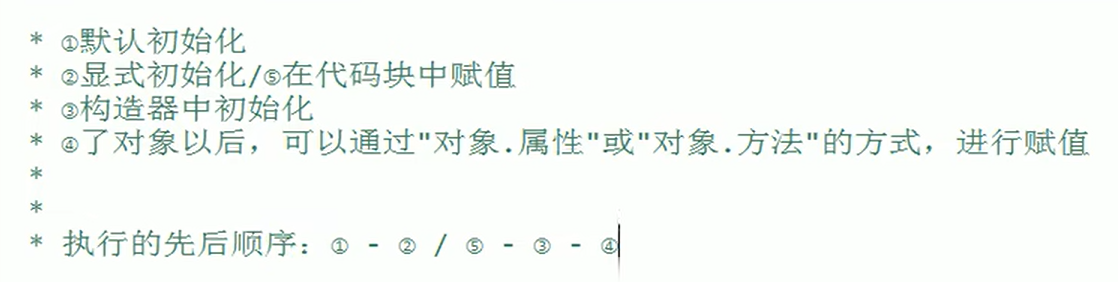 * ①默认初始化
* ②显式初始化/⑤在代码块中赋值
* ③构造器中初始化
* ④了对象以后，可以通过"对象.属性"或"对象.方法"的方式，进行赋值
*
*
* 执行的先后顺序：① - ② / ⑤ - ③ - ④